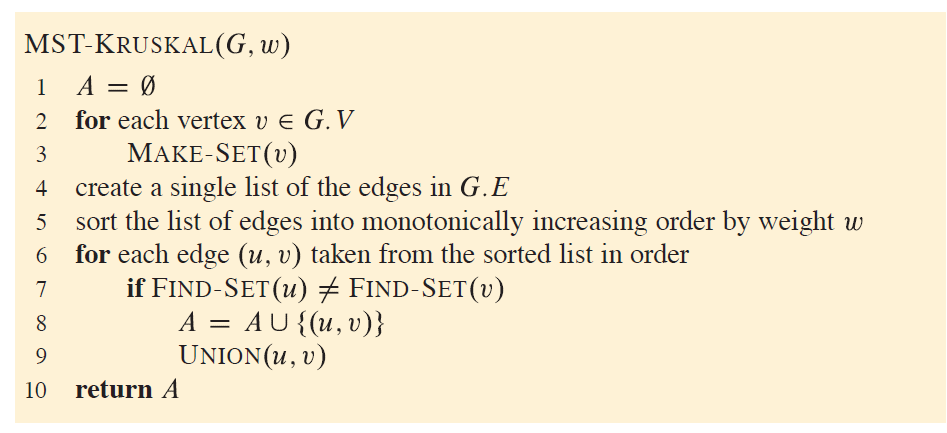 MST-KRUSKAL(G, w)
1 A = Ø
2 for each vertex v ∈ G.V
3 MAKE-SET(v)
4 create a single list of the edges in G.E
5 sort the list of edges into monotonically increasing order by weight w
6 for each edge (u, v) taken from the sorted list in order
7 if FIND-SET(u) ≠ FIND-SET(v)
8 A = A ∪ {(u, v)}
9 UNION(u, v)
10 return A